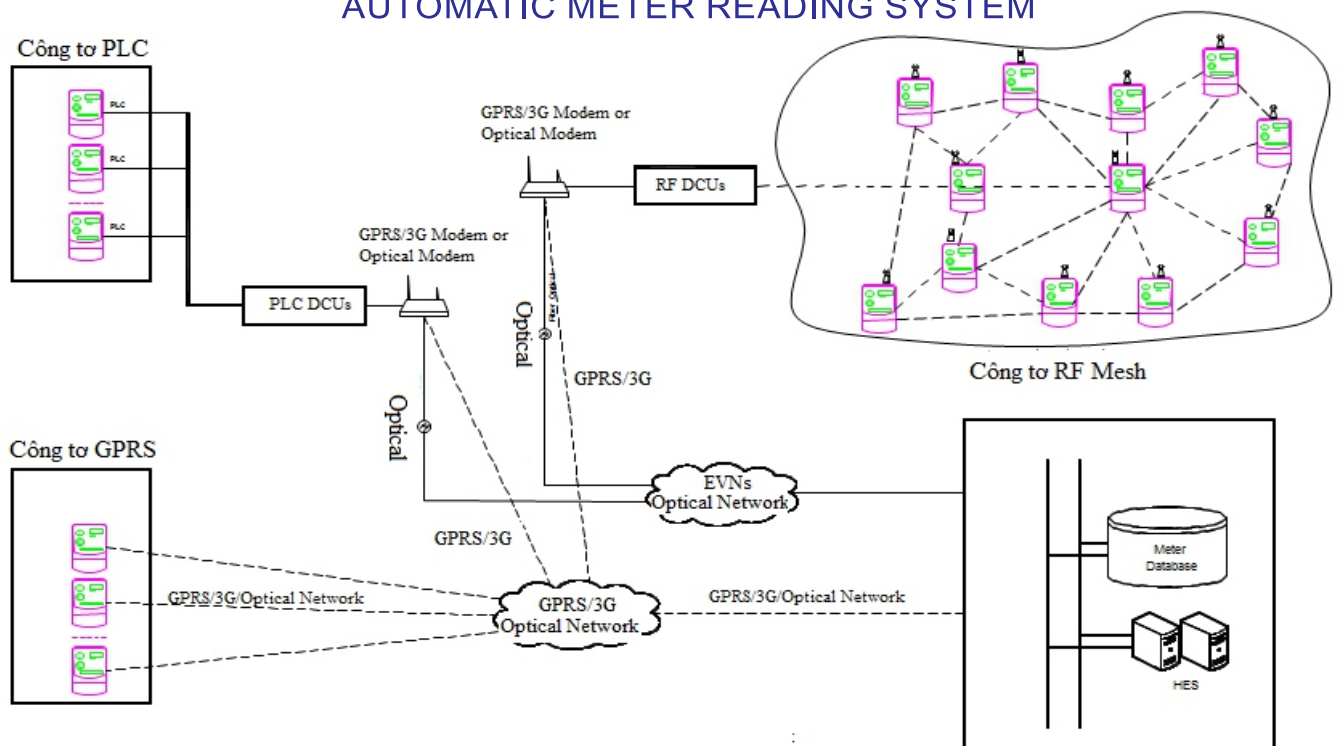 AUTOMATIC METER READING SYSTEM
Công tơ PLC
PLC
PLC
PLC
GPRS/3G Modem or
Optical Modem
PLC DCUs
GPRS/3G Modem or
Optical Modem
RF DCUs
Công tơ RF Mesh
Optical
Optical
GPRS/3G
GPRS/3G
EVNs
Optical Network
Công tơ GPRS
GPRS/3G/Optical Network
GPRS/3G
Optical Network
GPRS/3G/Optical Network
Meter
Database
HES